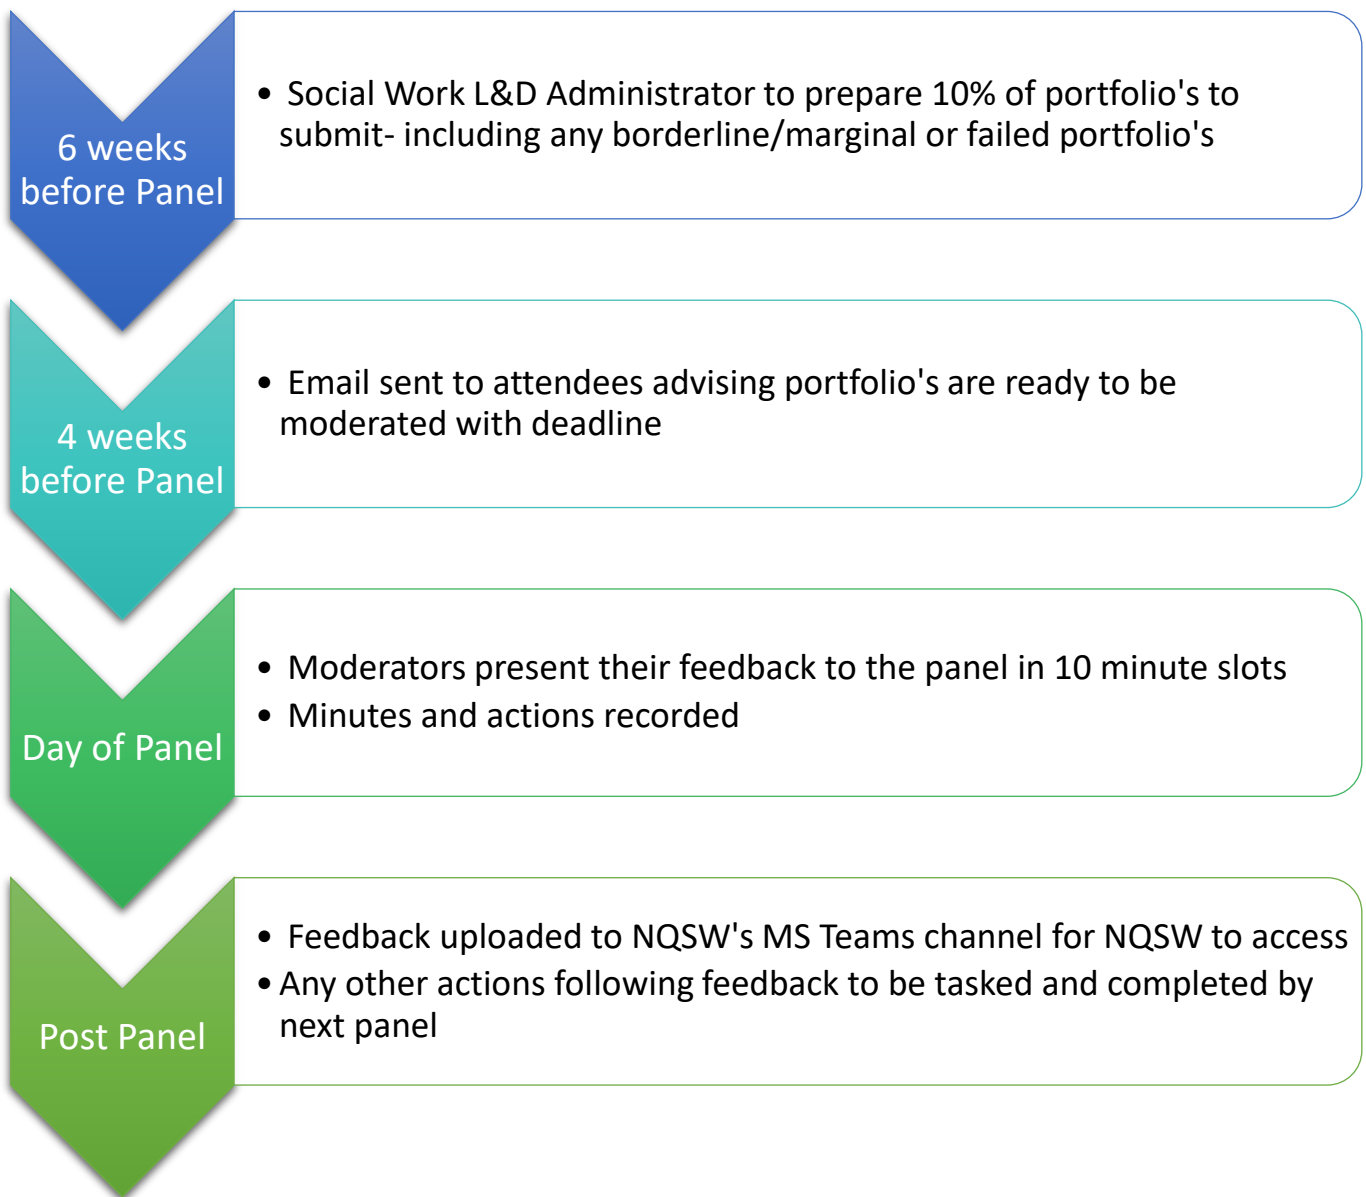 6 weeks
before Panel
• Social Work L&D Administrator to prepare 10% of portfolio's to
submit- including any borderline/marginal or failed portfolio's
4 weeks
before Panel
• Email sent to attendees advising portfolio's are ready to be
moderated with deadline
Day of Panel
• Moderators present their feedback to the panel in 10 minute slots
• Minutes and actions recorded
Post Panel
• Feedback uploaded to NQSW's MS Teams channel for NQSW to access
• Any other actions following feedback to be tasked and completed by
next panel